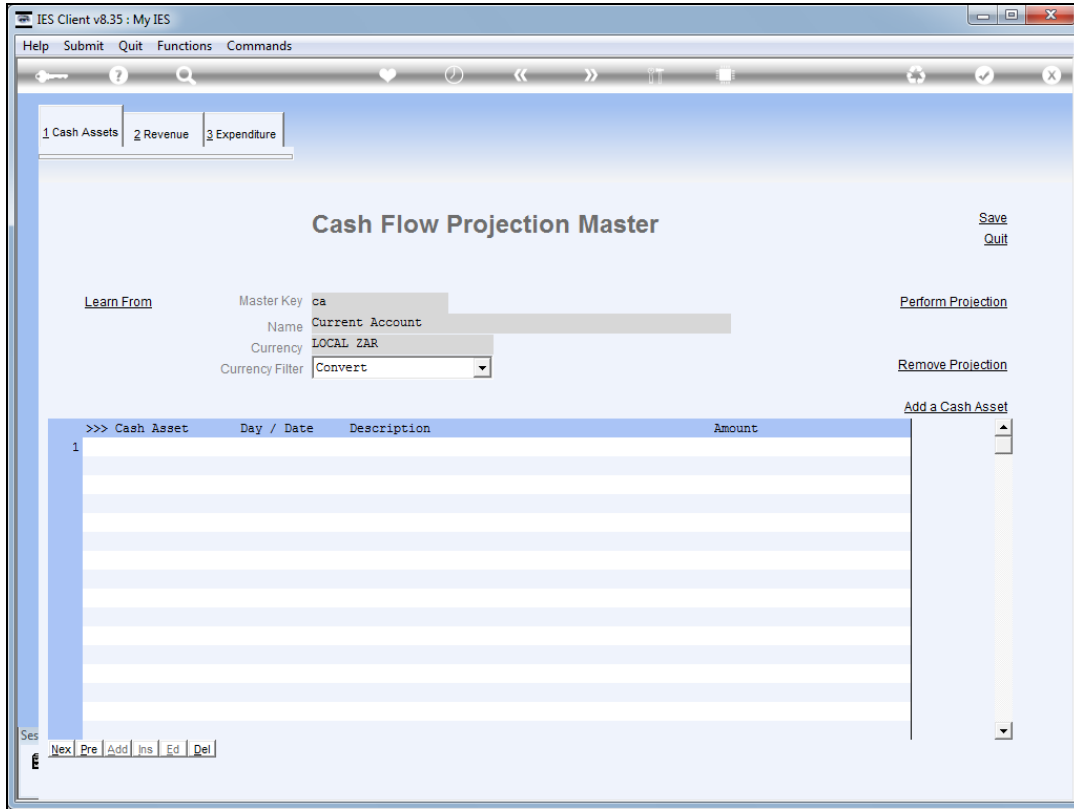 IES Client v8.35 : My IES
Help Submit Quit Functions Commands
1 Cash Assets 2 Revenue 3 Expenditure
Cash Flow Projection Master
Save
Quit
Learn From Master Key ca Perform Projection
Name Current Account
Currency LOCAL ZAR
Currency Filter Convert Remove Projection
Add a Cash Asset
>>> Cash Asset Day / Date Description Amount
1
Ses
Nex Pre Add Ins Ed Del